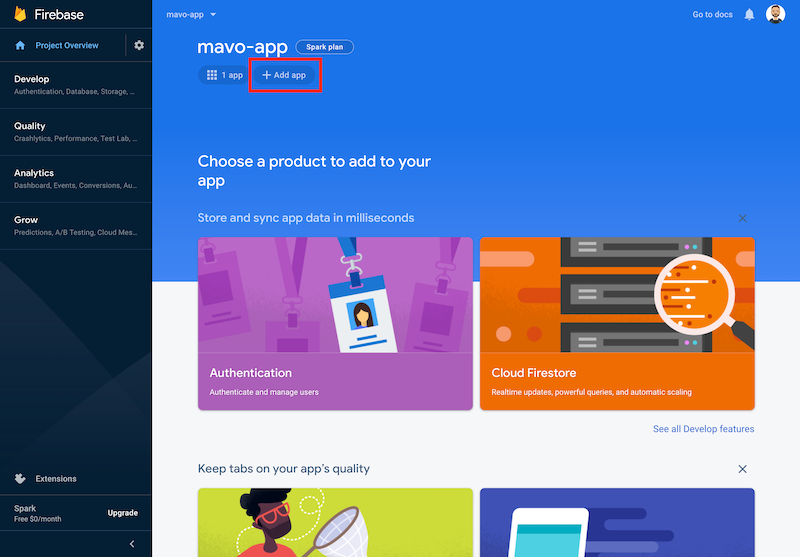 Firebase
mavo-app
Go to docs
Project Overview
mavo-app
Spark plan
1 app
+ Add app
Develop
Authentication, Database, Storage, ...
Quality
Crashlytics, Performance, Test Lab, ...
Analytics
Dashboard, Events, Conversions, Au...
Grow
Predictions, A/B Testing, Cloud Mes...
Extensions
Spark
Free $0/month
Upgrade
Choose a product to add to your
app
Store and sync app data in milliseconds
Authentication
Authenticate and manage users
Cloud Firestore
Realtime updates, powerful queries, and automatic scaling
See all Develop features
Keep tabs on your app's quality